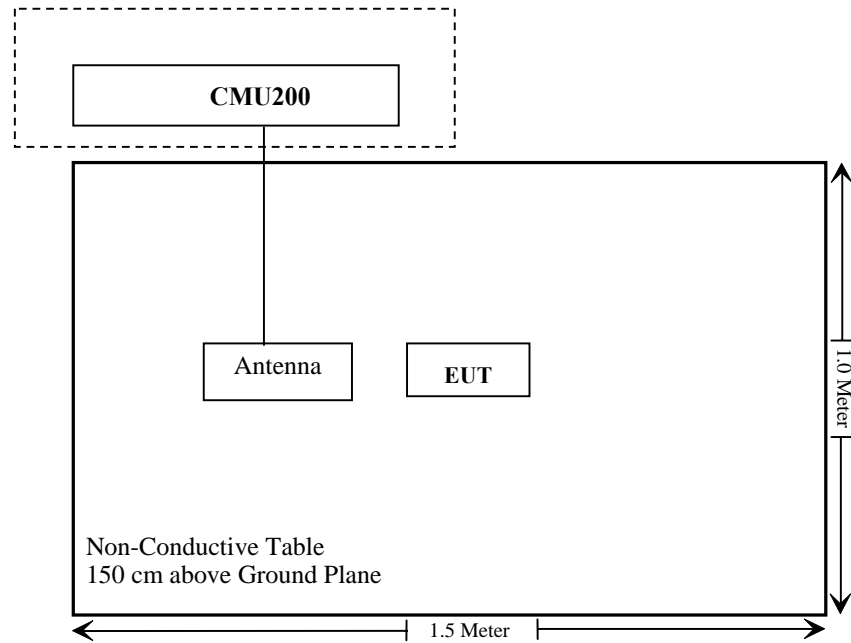 CMU200
Antenna
EUT
1.0 Meter
Non-Conductive Table
150 cm above Ground Plane
1.5 Meter